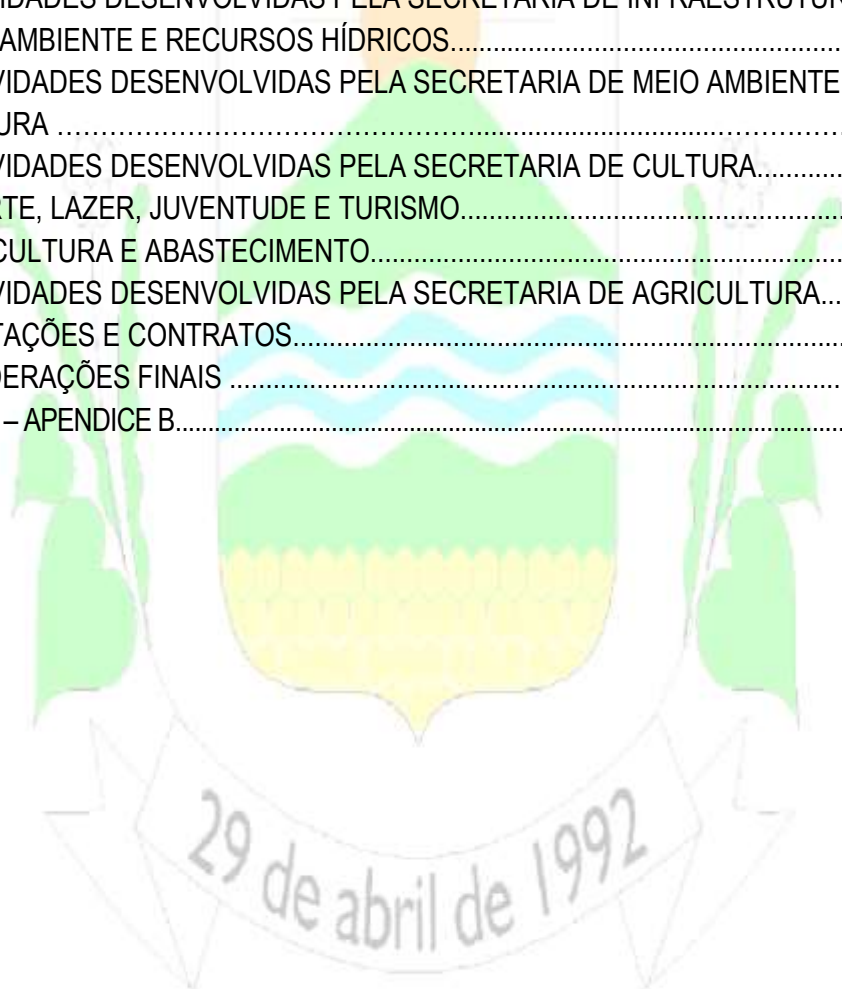 IDADES DESENVOLVIDAS PELA SECRETARIA DE INFRAESTRUTUR
AMBIENTE E RECURSOS HÍDRICOS....................................................................
VIDADES DESENVOLVIDAS PELA SECRETARIA DE MEIO AMBIENTE
URA ……………………………………............................................…………….
VIDADES DESENVOLVIDAS PELA SECRETARIA DE CULTURA............
RTE, LAZER, JUVENTUDE E TURISMO..................................................................
CULTURA E ABASTECIMENTO................................................................................
VIDADES DESENVOLVIDAS PELA SECRETARIA DE AGRICULTURA...
TAÇÕES E CONTRATOS...........................................................................................
DERAÇÕES FINAIS ...................................................................................................
– APENDICE B...............................................................................................................
29 de abril de 1992